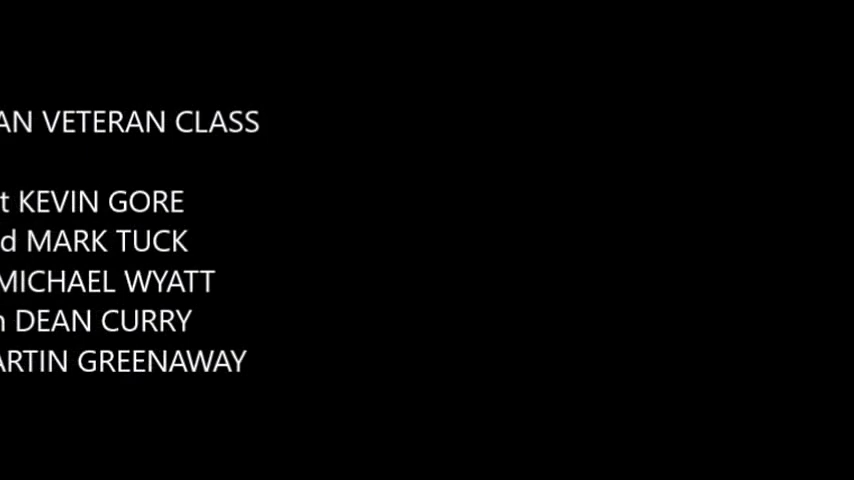 AN VETERAN CLASS
t KEVIN GORE
d MARK TUCK
MICHAEL WYATT
n DEAN CURRY
ARTIN GREENAWAY